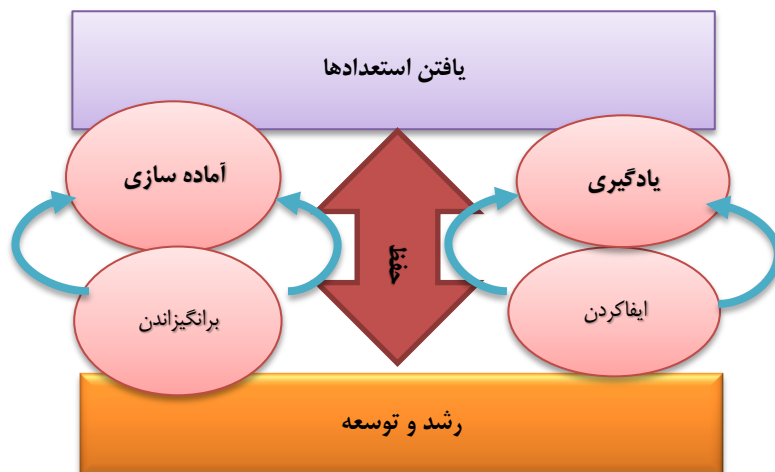 یافتن استعدادها
یادگیری
آماده سازی
حفظ
ایفاکردن
برانگیزاندن
رشد و توسعه